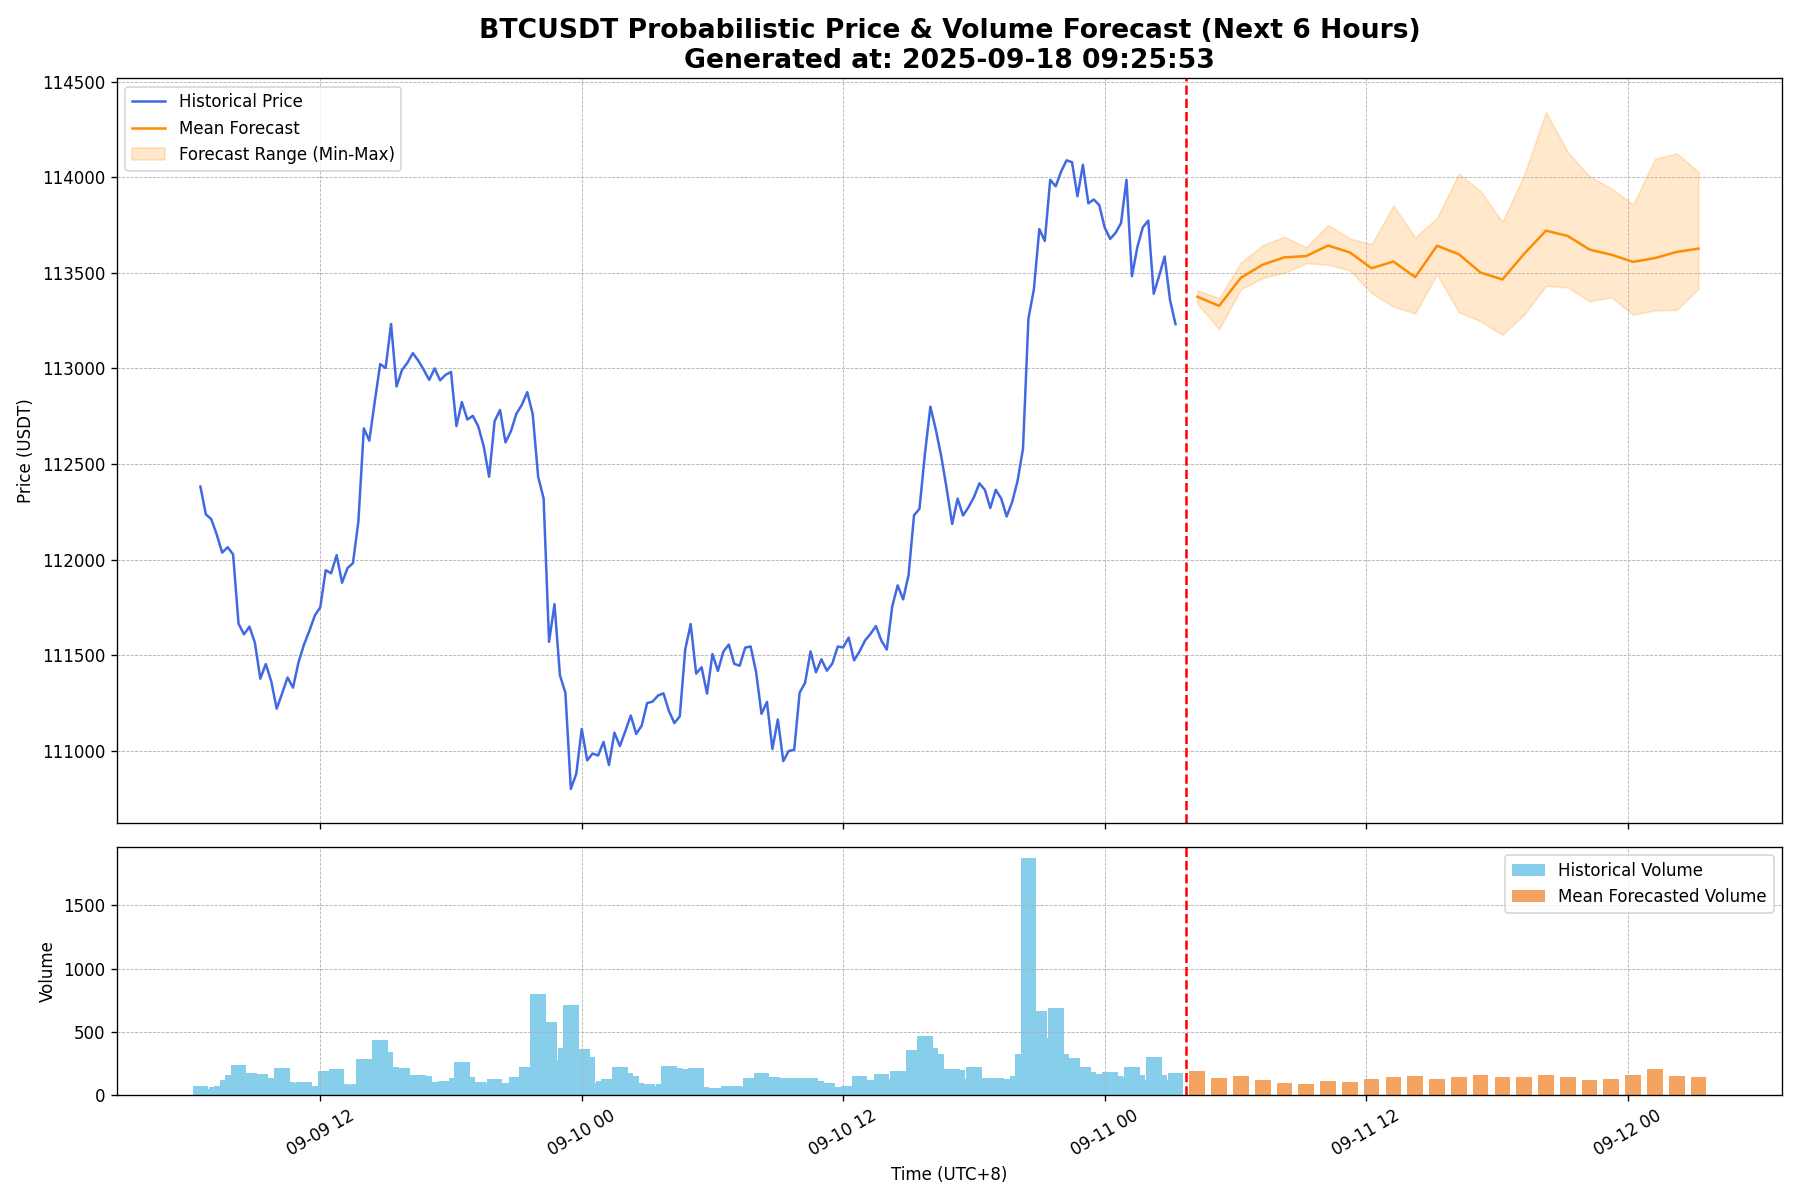 BTCUSDT Probabilistic Price & Volume Forecast (Next 6 Hours)
Generated at: 2025-09-18 09:25:53
Historical Price
Mean Forecast
Forecast Range (Min-Max)
114500
114000
113500
113000
112500
112000
111500
111000
Price (USDT)
Historical Volume
Mean Forecasted Volume
1500
1000
500
0
Volume
09-09 12
09-10 00
09-10 12
09-11 00
09-11 12
09-12 00
Time (UTC+8)